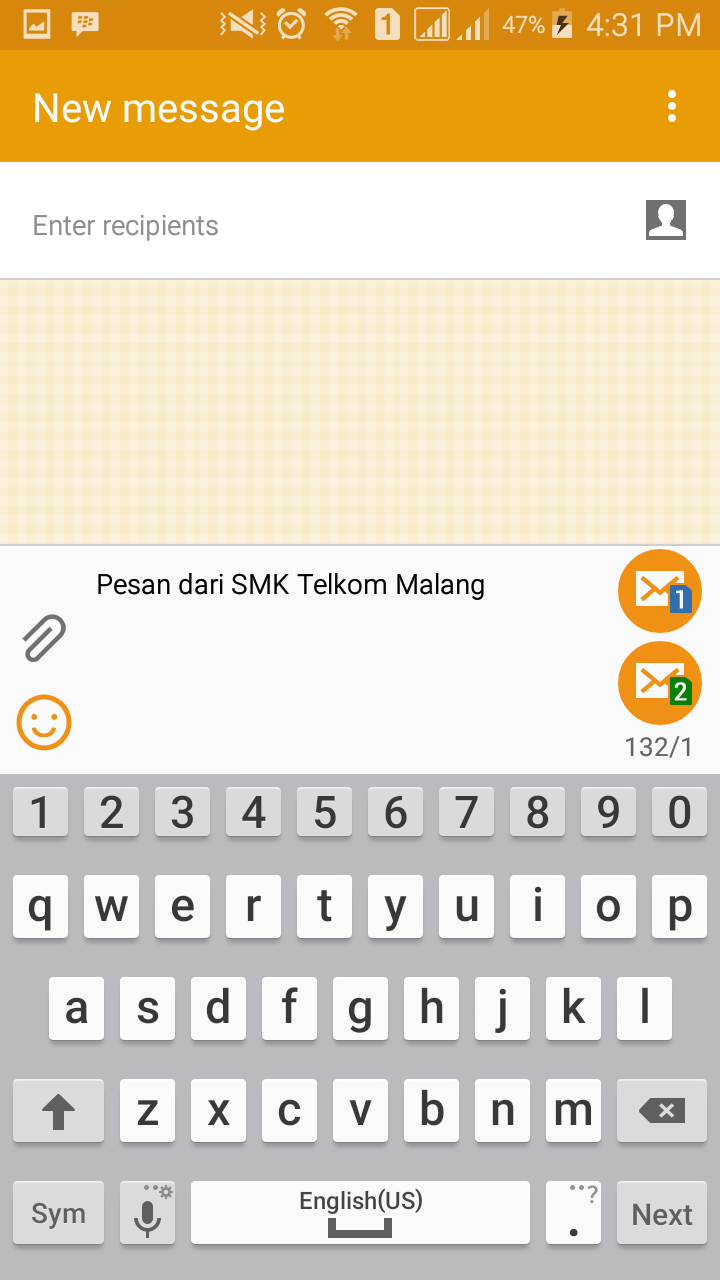 1 47% 4:31 PM
New message
Enter recipients
Pesan dari SMK Telkom Malang
1
2
132/1
1 2 3 4 5 6 7 8 9 0
q w e r t y u i o p
a s d f g h j k l
z x c v b n m
Sym English(US) . ? Next